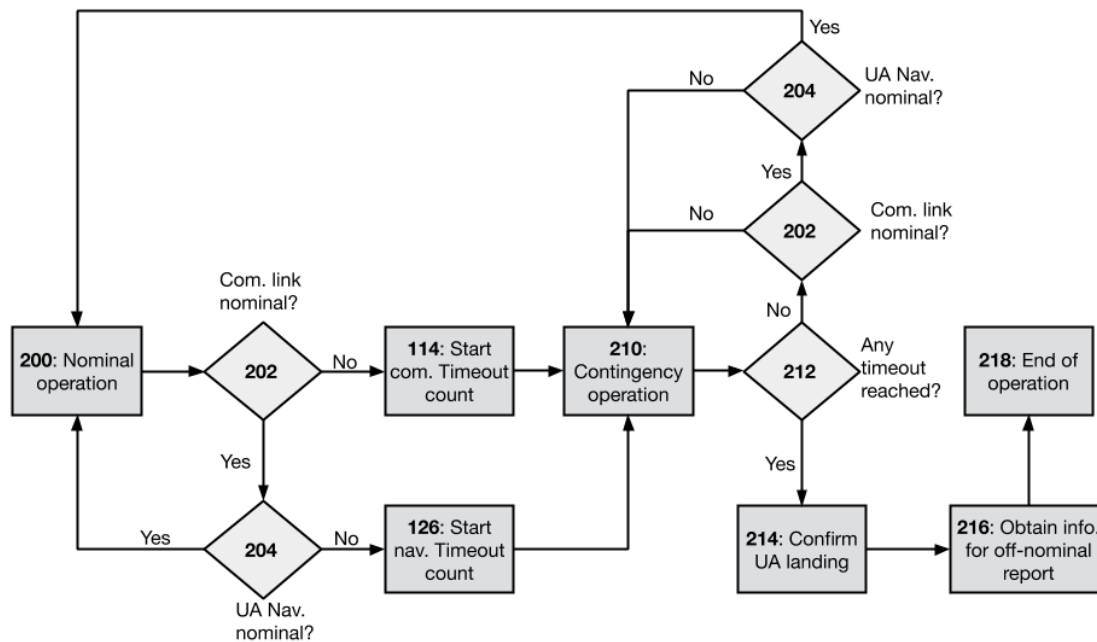 Yes
No
204
UA Nav.
nominal?
Yes
No
202
Com. link
nominal?
Com. link
nominal?
No
200: Nominal
operation
202
No
114: Start
com. Timeout
count
210:
Contingency
operation
212
Any
timeout
reached?
218: End of
operation
Yes
Yes
Yes
204
No
126: Start
nav. Timeout
count
214: Confirm
UA landing
216: Obtain info.
for off-nominal
report
UA Nav.
nominal?